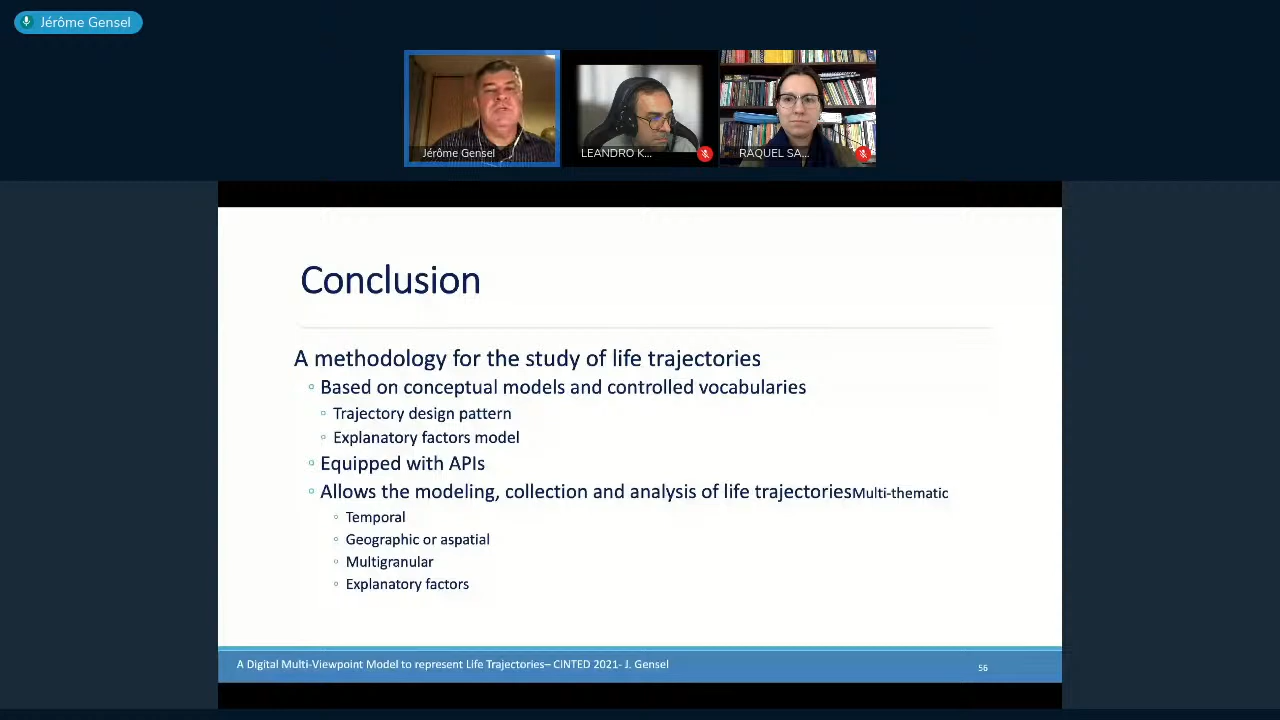 Jérôme Gensel
Jérôme Gensel
LEANDRO K...
RAQUEL SA...
Conclusion
A methodology for the study of life trajectories
Based on conceptual models and controlled vocabularies
Trajectory design pattern
Explanatory factors model
Equipped with APIs
Allows the modeling, collection and analysis of life trajectoriesMulti-thematic
Temporal
Geographic or aspatial
Multigranular
Explanatory factors
A Digital Multi-Viewpoint Model to represent Life Trajectories– CINTED 2021- J. Gensel
56